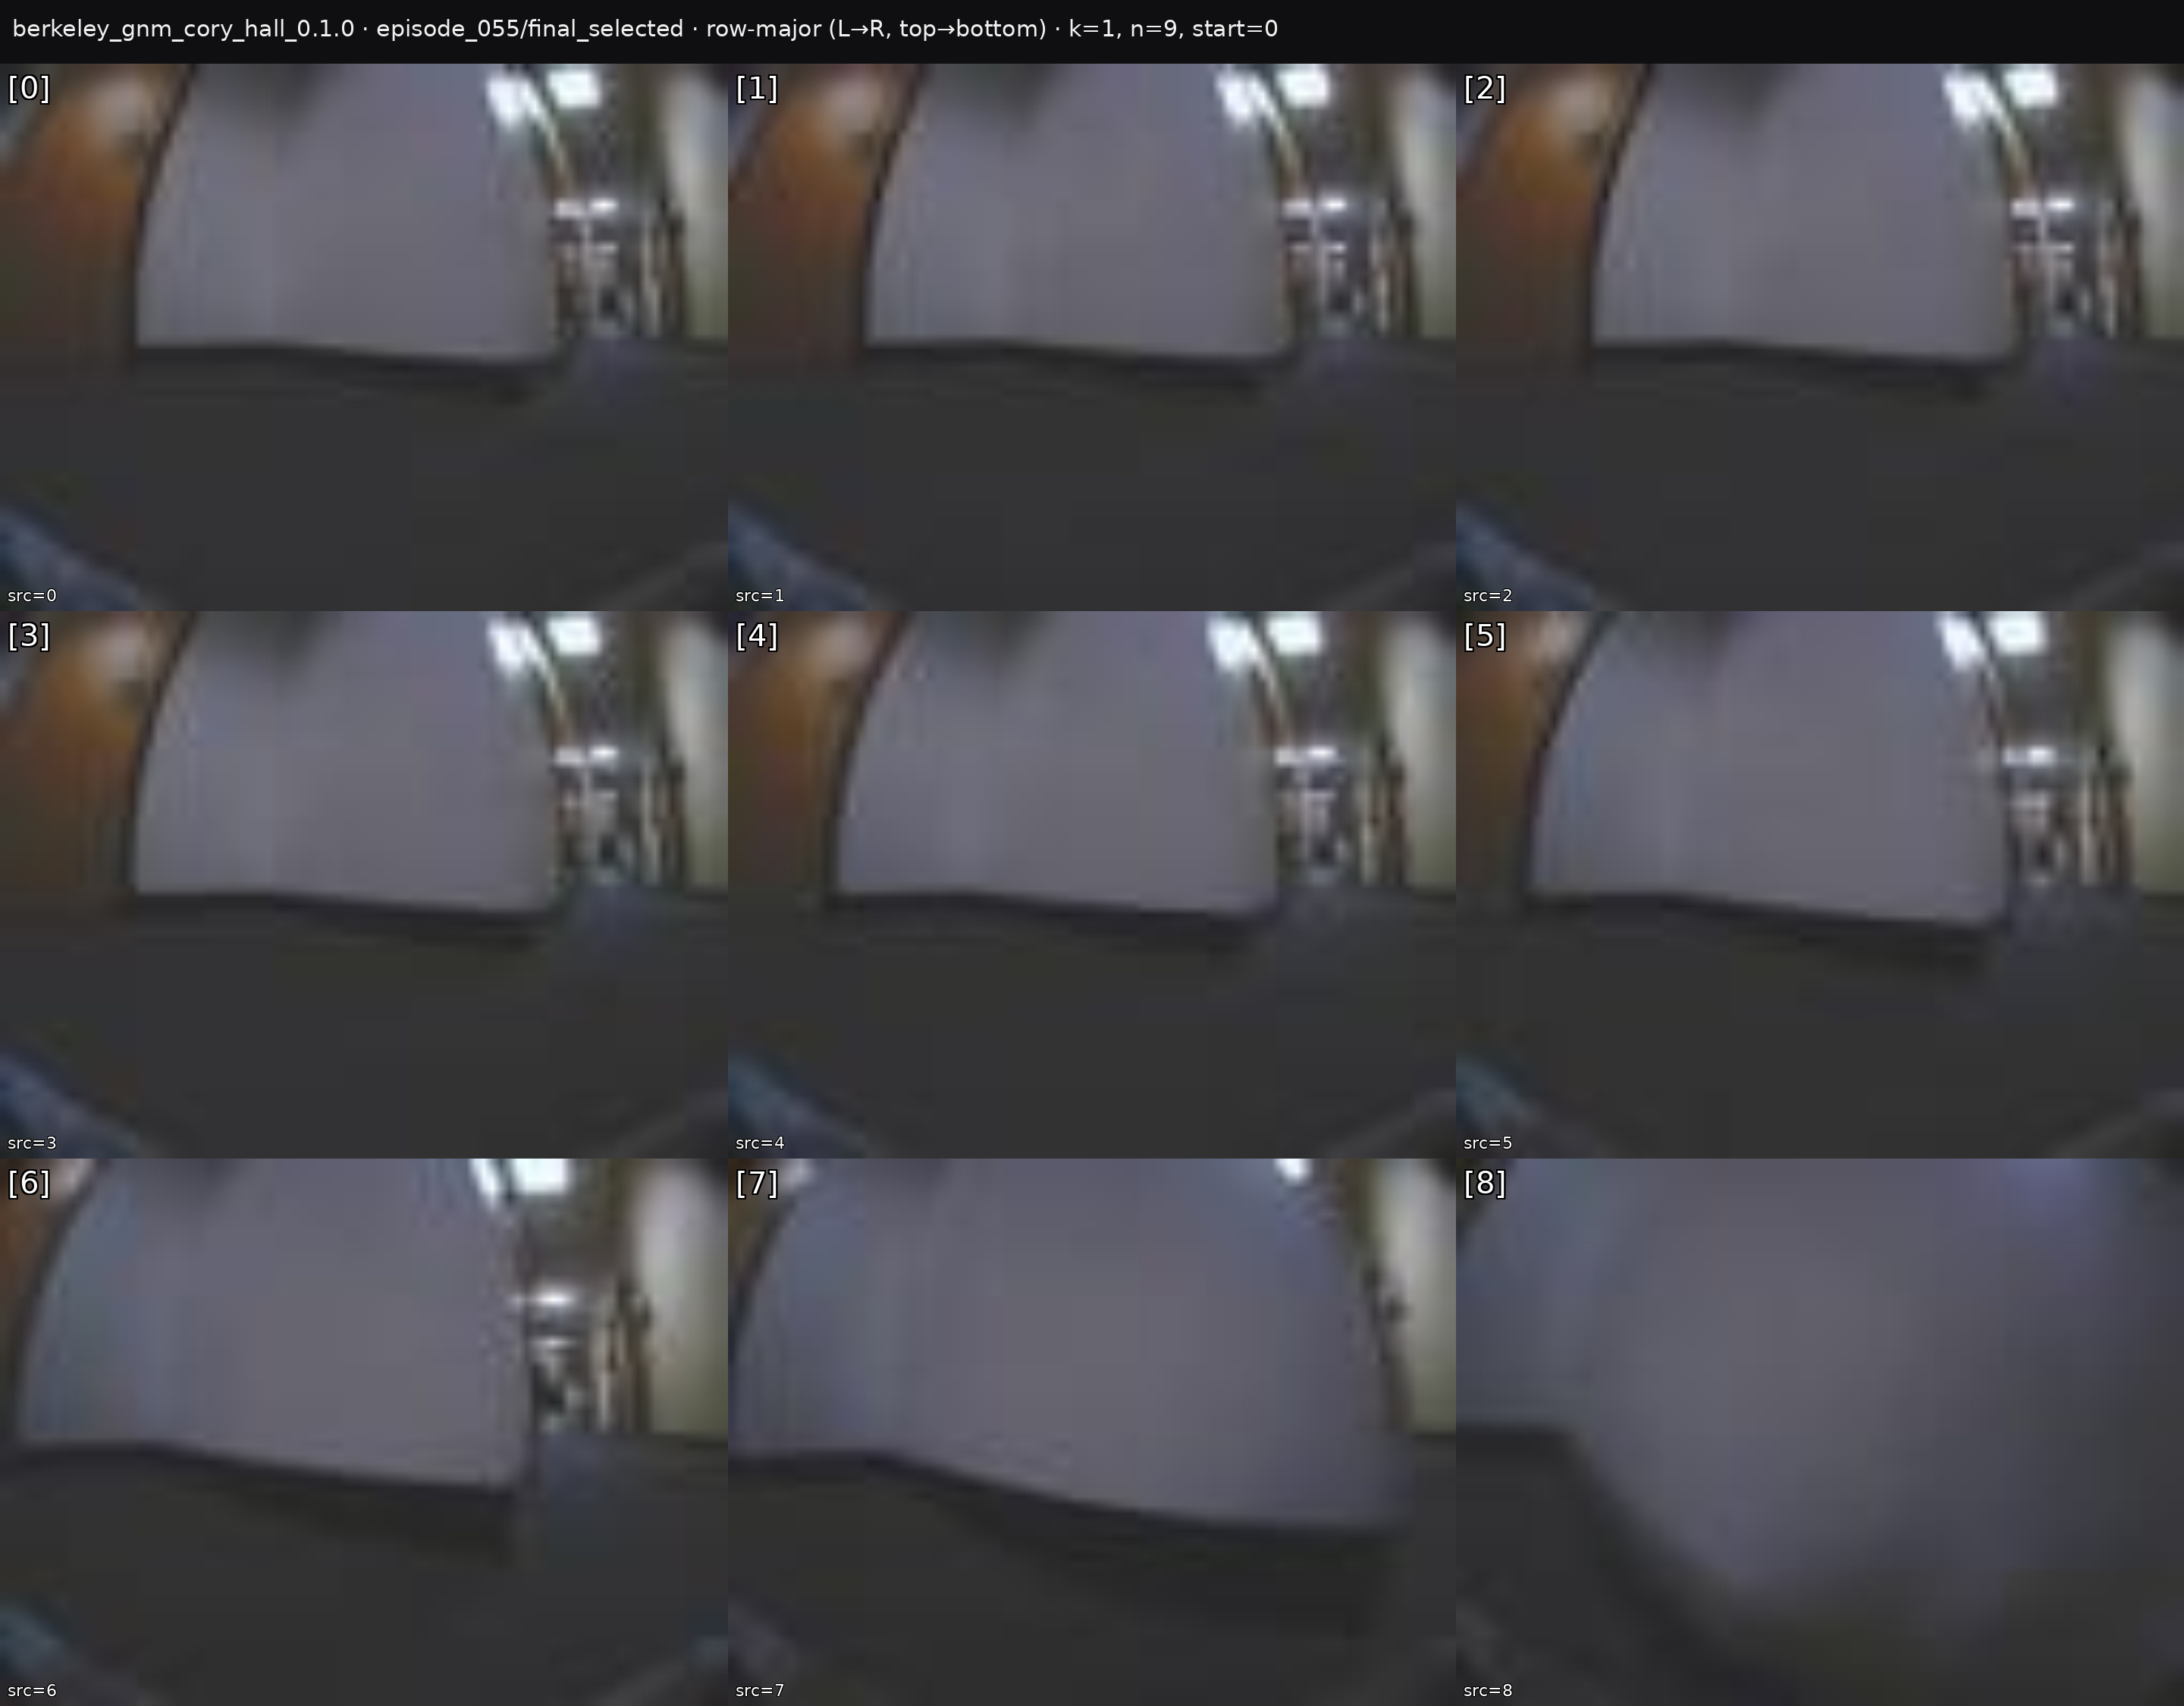 berkeley_gnm_cory_hall_0.1.0 · episode_055/final_selected · row-major (L→R, top→bottom) · k=1, n=9, start=0
[0]
[1]
[2]
src=0
src=1
src=2
[3]
[4]
[5]
src=3
src=4
src=5
[6]
[7]
[8]
src=6
src=7
src=8